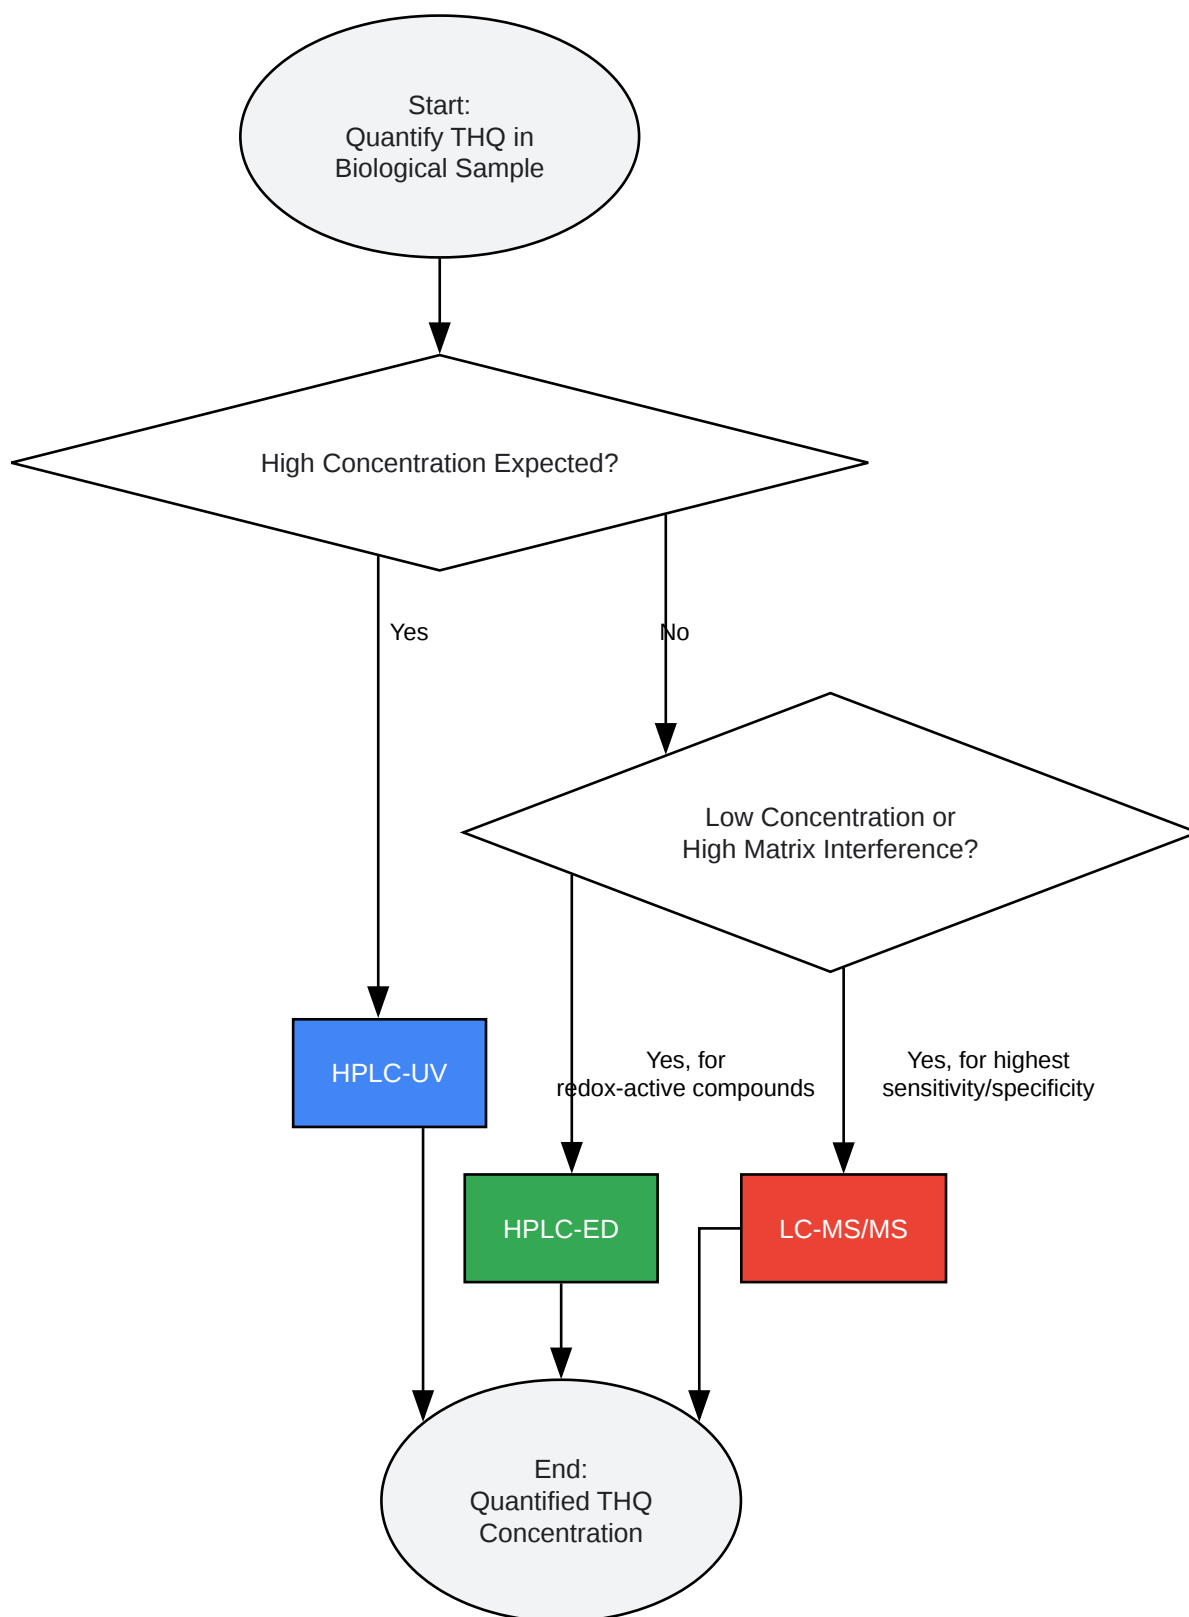 Start:
Quantify THQ in
Biological Sample
High Concentration Expected?
Yes
No
Low Concentration or
High Matrix Interference?
Yes, for
redox-active compounds
Yes, for highest
sensitivity/specificity
HPLC-UV
HPLC-ED
LC-MS/MS
End:
Quantified THQ
Concentration